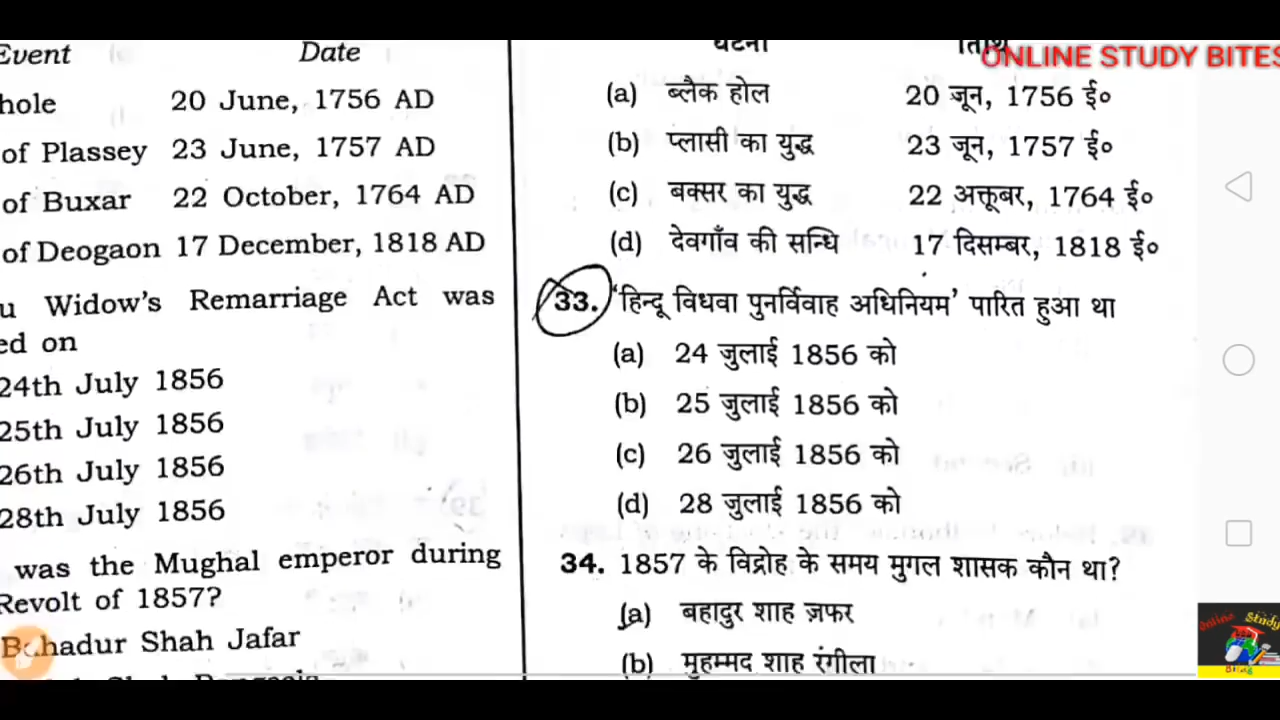 Event Date
hole 20 June, 1756 AD
of Plassey 23 June, 1757 AD
of Buxar 22 October, 1764 AD
of Deogaon 17 December, 1818 AD
u Widow's Remarriage Act was
ed on
24th July 1856
25th July 1856
26th July 1856
28th July 1856
was the Mughal emperor during
Revolt of 1857?
Bahadur Shah Jafar
घटना तिथि
ONLINE STUDY BITES
(a) ब्लैक होल 20 जून, 1756 ई०
(b) प्लासी का युद्ध 23 जून, 1757 ई०
(c) बक्सर का युद्ध 22 अक्तूबर, 1764 ई०
(d) देवगाँव की सन्धि 17 दिसम्बर, 1818 ई०
33. 'हिन्दू विधवा पुनर्विवाह अधिनियम' पारित हुआ था
(a) 24 जुलाई 1856 को
(b) 25 जुलाई 1856 को
(c) 26 जुलाई 1856 को
(d) 28 जुलाई 1856 को
34. 1857 के विद्रोह के समय मुगल शासक कौन था?
(a) बहादुर शाह ज़फर
(b) मुहम्मद शाह रंगीला
Online Study
Bites